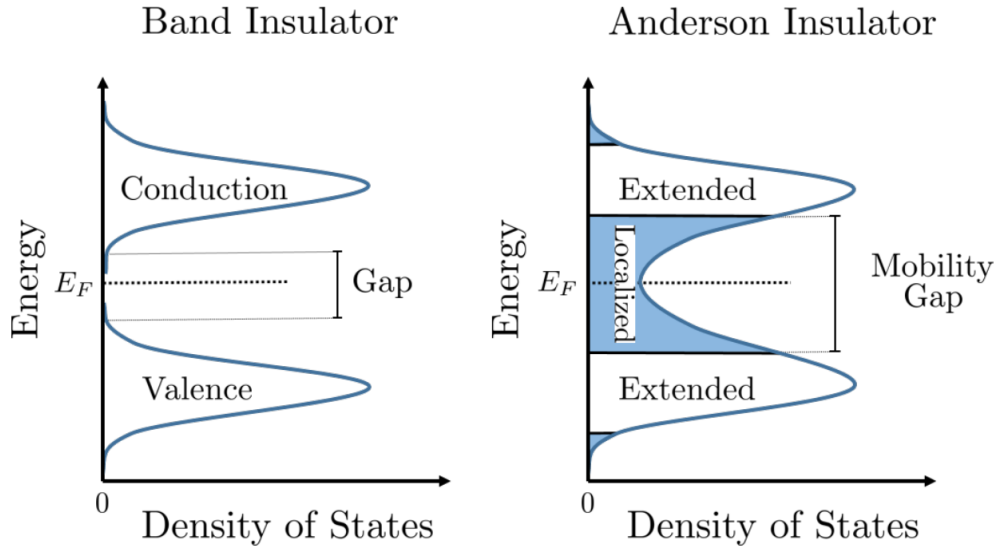 Band Insulator
Energy
Conduction
E_F
Gap
Valence
0
Density of States
Anderson Insulator
Energy
Extended
Localized
E_F
Mobility
Gap
Extended
0
Density of States